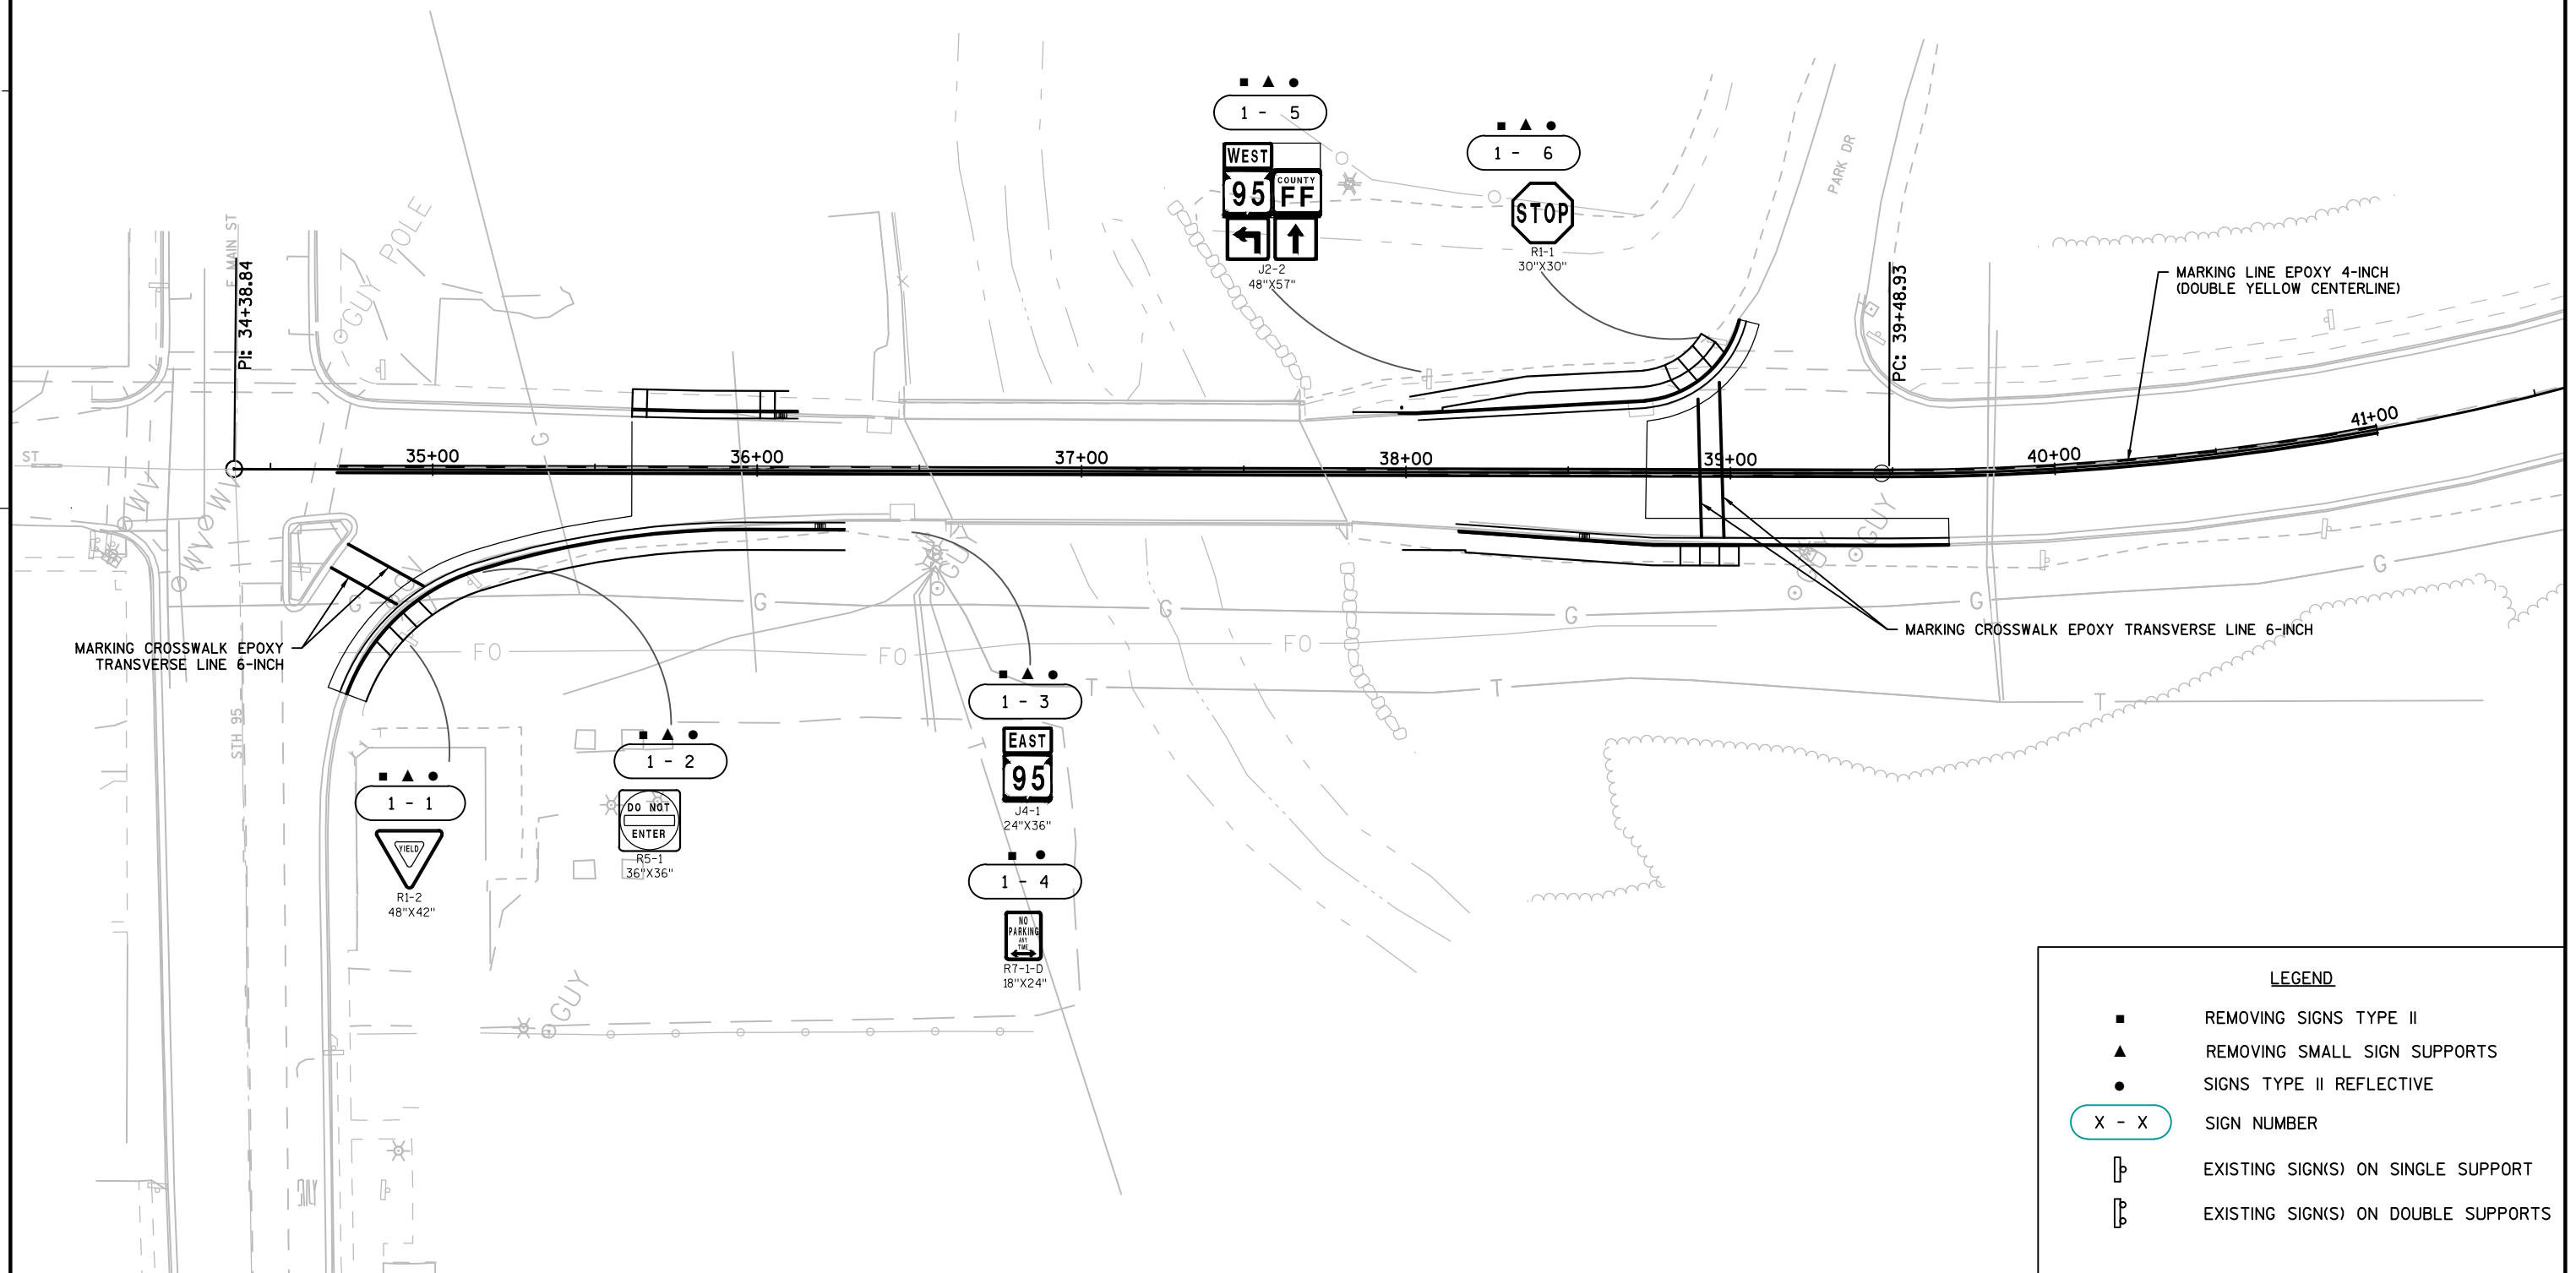 1 - 5
WEST
95
COUNTY
FF
J2-2
48"X57"
1 - 6
STOP
R1-1
30"X30"
PARK DR
E MAIN ST
PI: 34+38.84
GUY POLE
PC: 39+48.93
MARKING LINE EPOXY 4-INCH
(DOUBLE YELLOW CENTERLINE)
ST
35+00
36+00
37+00
38+00
39+00
40+00
41+00
G
WV
WV
WV
GUY
GUY
G
G
G
G
G
G
MARKING CROSSWALK EPOXY
TRANSVERSE LINE 6-INCH
MARKING CROSSWALK EPOXY TRANSVERSE LINE 6-INCH
FO
FO
FO
T
T
T
T
STH 95
1 - 1
YIELD
R1-2
48"X42"
1 - 2
DO NOT
ENTER
R5-1
36"X36"
1 - 3
EAST
95
J4-1
24"X36"
1 - 4
NO
PARKING
ANY
TIME
R7-1-D
18"X24"
GUY
LEGEND
REMOVING SIGNS TYPE II
REMOVING SMALL SIGN SUPPORTS
SIGNS TYPE II REFLECTIVE
X - X
SIGN NUMBER
EXISTING SIGN(S) ON SINGLE SUPPORT
EXISTING SIGN(S) ON DOUBLE SUPPORTS